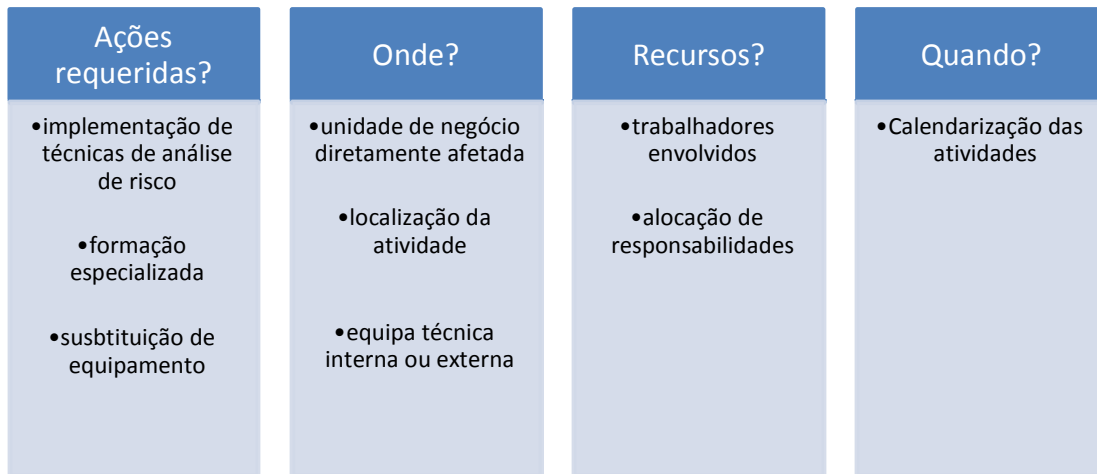 Ações
requeridas?
•implementação de
técnicas de análise
de risco
•formação
especializada
•susbtituição de
equipamento
Onde?
•unidade de negócio
diretamente afetada
•localização da
atividade
•equipa técnica
interna ou externa
Recursos?
•trabalhadores
envolvidos
•alocação de
responsabilidades
Quando?
•Calendarização das
atividades